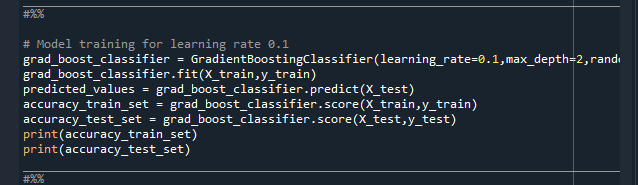 #%%
# Model training for learning rate 0.1
grad_boost_classifier = GradientBoostingClassifier(learning_rate=0.1,max_depth=2,rando
grad_boost_classifier.fit(X_train,y_train)
predicted_values = grad_boost_classifier.predict(X_test)
accuracy_train_set = grad_boost_classifier.score(X_train,y_train)
accuracy_test_set = grad_boost_classifier.score(X_test,y_test)
print(accuracy_train_set)
print(accuracy_test_set)
#%%